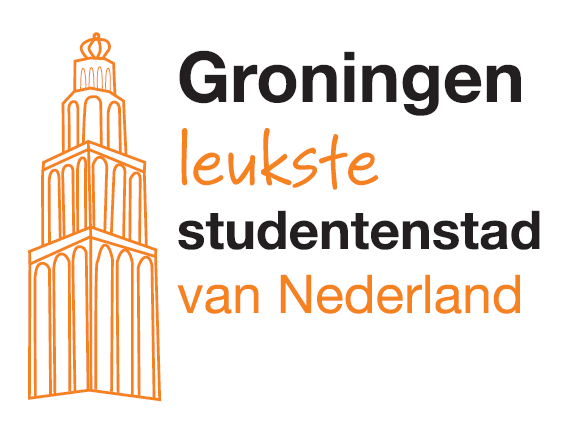 Groningen
leukste
studentenstad
van Nederland